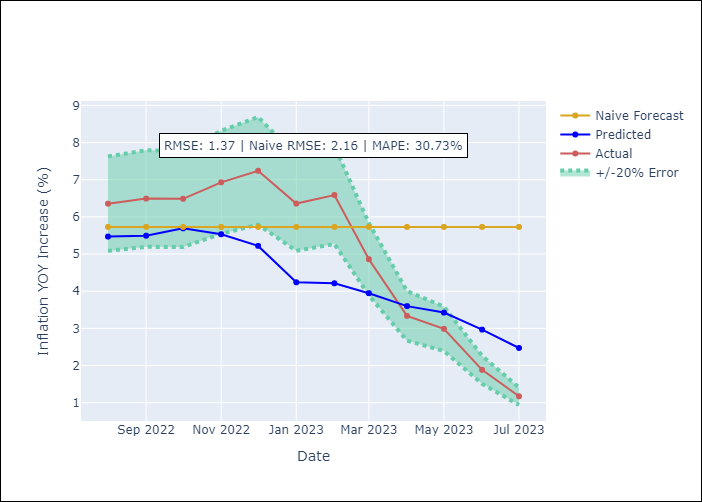 RMSE: 1.37 | Naive RMSE: 2.16 | MAPE: 30.73%
9
8
7
6
5
4
3
2
1
Inflation YOY Increase (%)
Sep 2022
Nov 2022
Jan 2023
Mar 2023
May 2023
Jul 2023
Date
Naive Forecast
Predicted
Actual
+/-20% Error